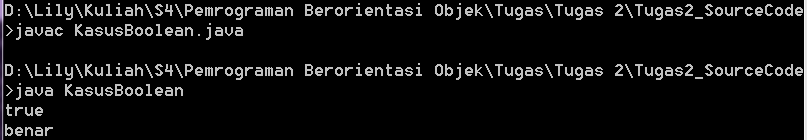 D:\Lily\Kuliah\S4\Pemrograman Berorientasi Objek\Tugas\Tugas 2\Tugas2_SourceCode
>javac KasusBoolean.java
D:\Lily\Kuliah\S4\Pemrograman Berorientasi Objek\Tugas\Tugas 2\Tugas2_SourceCode
>java KasusBoolean
true
benar